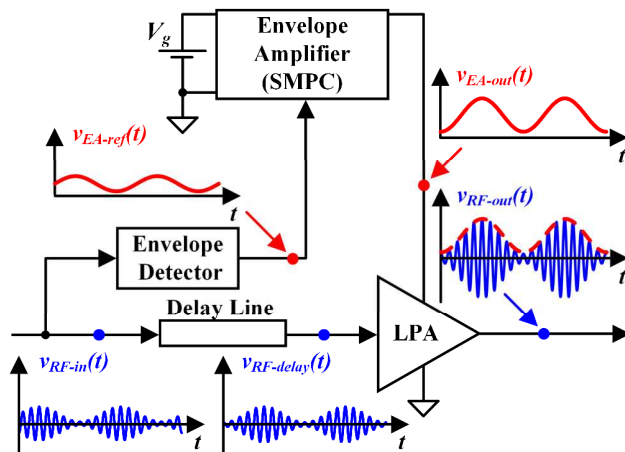 V_g
Envelope
Amplifier
(SMPC)
v_EA-out(t)
t
v_EA-ref(t)
t
v_RF-out(t)
t
Envelope
Detector
Delay Line
LPA
v_RF-in(t)
t
v_RF-delay(t)
t